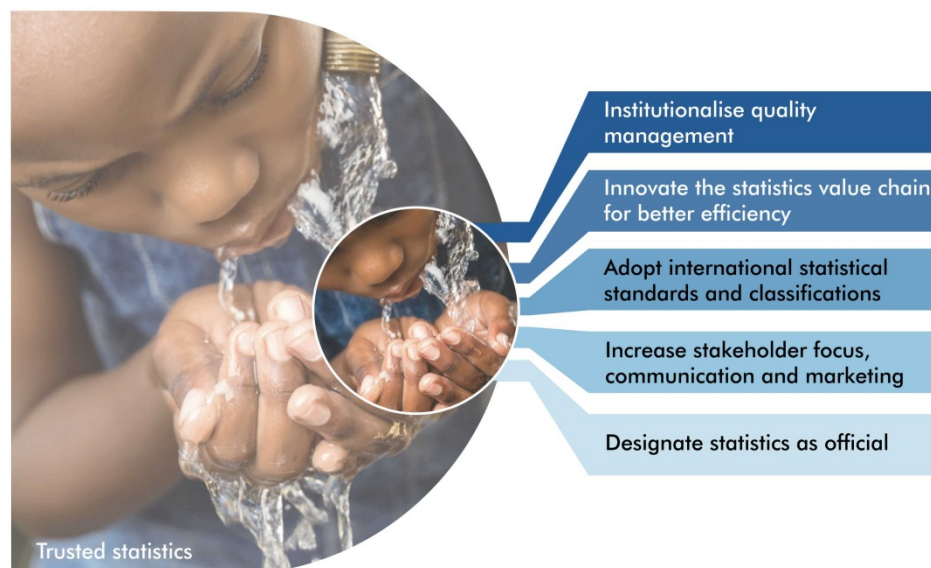 Institutionalise quality
management
Innovate the statistics value chain
for better efficiency
Adopt international statistical
standards and classifications
Increase stakeholder focus,
communication and marketing
Designate statistics as official
Trusted statistics